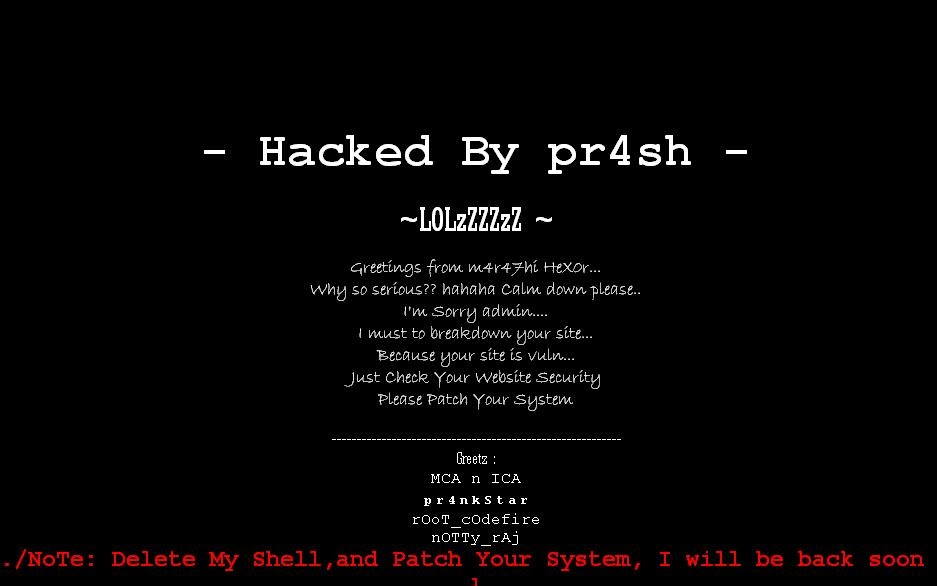 - Hacked By pr4sh -
~LOLzZZZzZ ~
Greetings from m4r47hi HeX0r...
Why so serious?? hahaha Calm down please..
I'm Sorry admin....
I must to breakdown your site...
Because your site is vuln...
Just Check Your Website Security
Please Patch Your System
----------------------------------------------------------
Greetz :
MCA n ICA
pr4nkStar
rOoT_cOdefire
nOTTy_rAj
./NoTe: Delete My Shell,and Patch Your System, I will be back soon